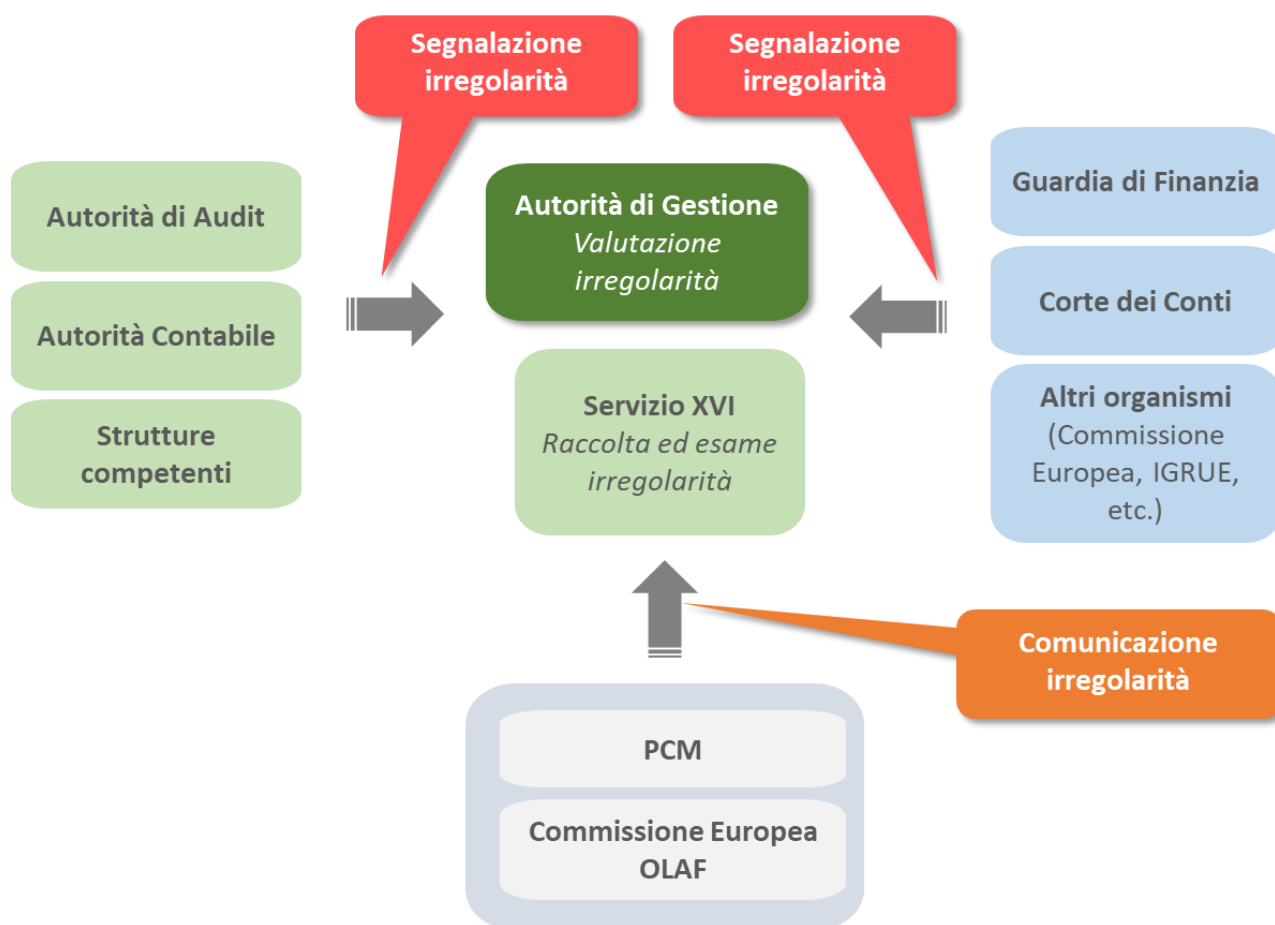 Segnalazione
irregolarità
Segnalazione
irregolarità
Autorità di Audit
Autorità Contabile
Strutture
competenti
Autorità di Gestione
Valutazione
irregolarità
Servizio XVI
Raccolta ed esame
irregolarità
Guardia di Finanzia
Corte dei Conti
Altri organismi
(Commissione
Europea, IGRUE,
etc.)
Comunicazione
irregolarità
PCM
Commissione Europea
OLAF